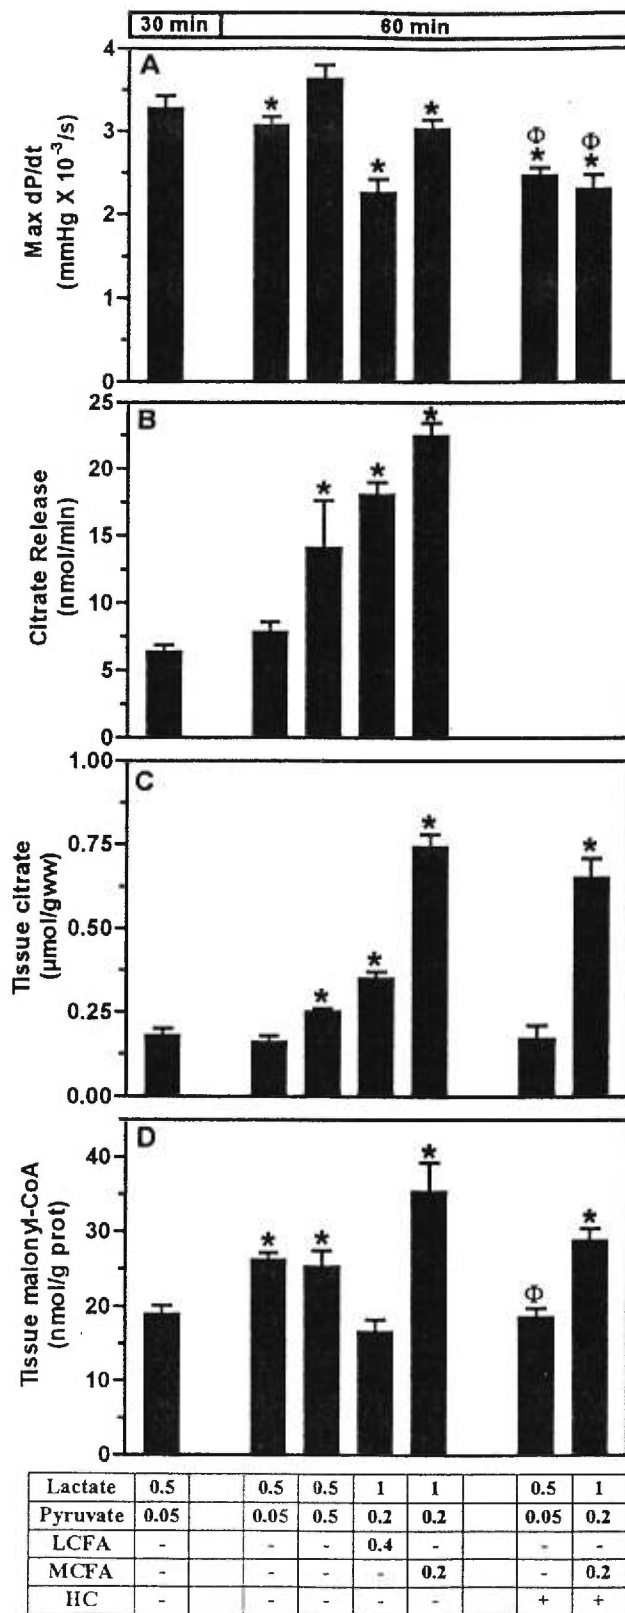 30 min 60 min
A
4
3
2
1
0
Max dP/dt
(mmHg X 10⁻³/s)
* * * Φ * Φ *
B
25
20
15
10
5
0
Citrate Release
(nmol/min)
* * *
C
1.00
0.75
0.50
0.25
0.00
Tissue citrate
(µmol/gww)
* * * *
D
40
30
20
10
0
Tissue malonyl-CoA
(nmol/g prot)
* * * Φ *
Lactate 0.5 0.5 0.5 1 1 0.5 1
Pyruvate 0.05 0.05 0.5 0.2 0.2 0.05 0.2
LCFA - - - 0.4 - - -
MCFA - - - - 0.2 - 0.2
HC - - - - - + +